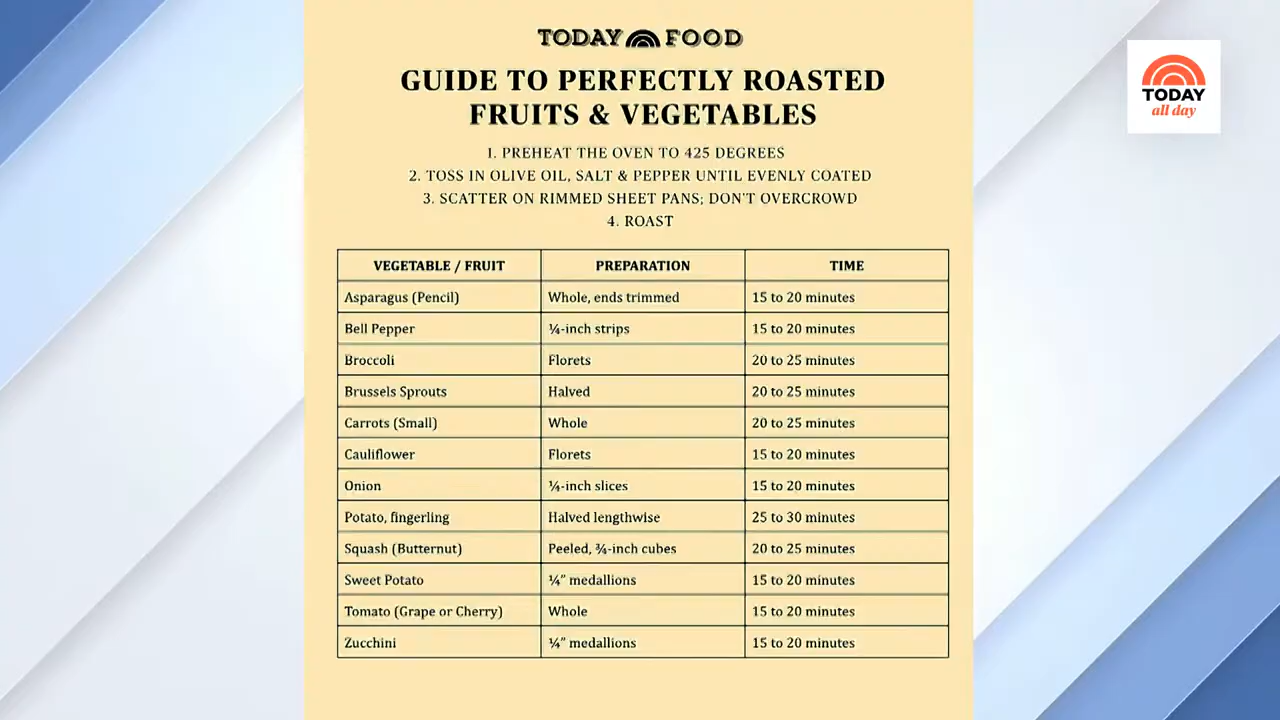 TODAY FOOD
GUIDE TO PERFECTLY ROASTED
FRUITS & VEGETABLES
1. PREHEAT THE OVEN TO 425 DEGREES
2. TOSS IN OLIVE OIL, SALT & PEPPER UNTIL EVENLY COATED
3. SCATTER ON RIMMED SHEET PANS; DON'T OVERCROWD
4. ROAST
VEGETABLE / FRUIT PREPARATION TIME
Asparagus (Pencil) Whole, ends trimmed 15 to 20 minutes
Bell Pepper ¼-inch strips 15 to 20 minutes
Broccoli Florets 20 to 25 minutes
Brussels Sprouts Halved 20 to 25 minutes
Carrots (Small) Whole 20 to 25 minutes
Cauliflower Florets 15 to 20 minutes
Onion ¼-inch slices 15 to 20 minutes
Potato, fingerling Halved lengthwise 25 to 30 minutes
Squash (Butternut) Peeled, ¾-inch cubes 20 to 25 minutes
Sweet Potato ¼” medallions 15 to 20 minutes
Tomato (Grape or Cherry) Whole 15 to 20 minutes
Zucchini ¼” medallions 15 to 20 minutes
TODAY
all day